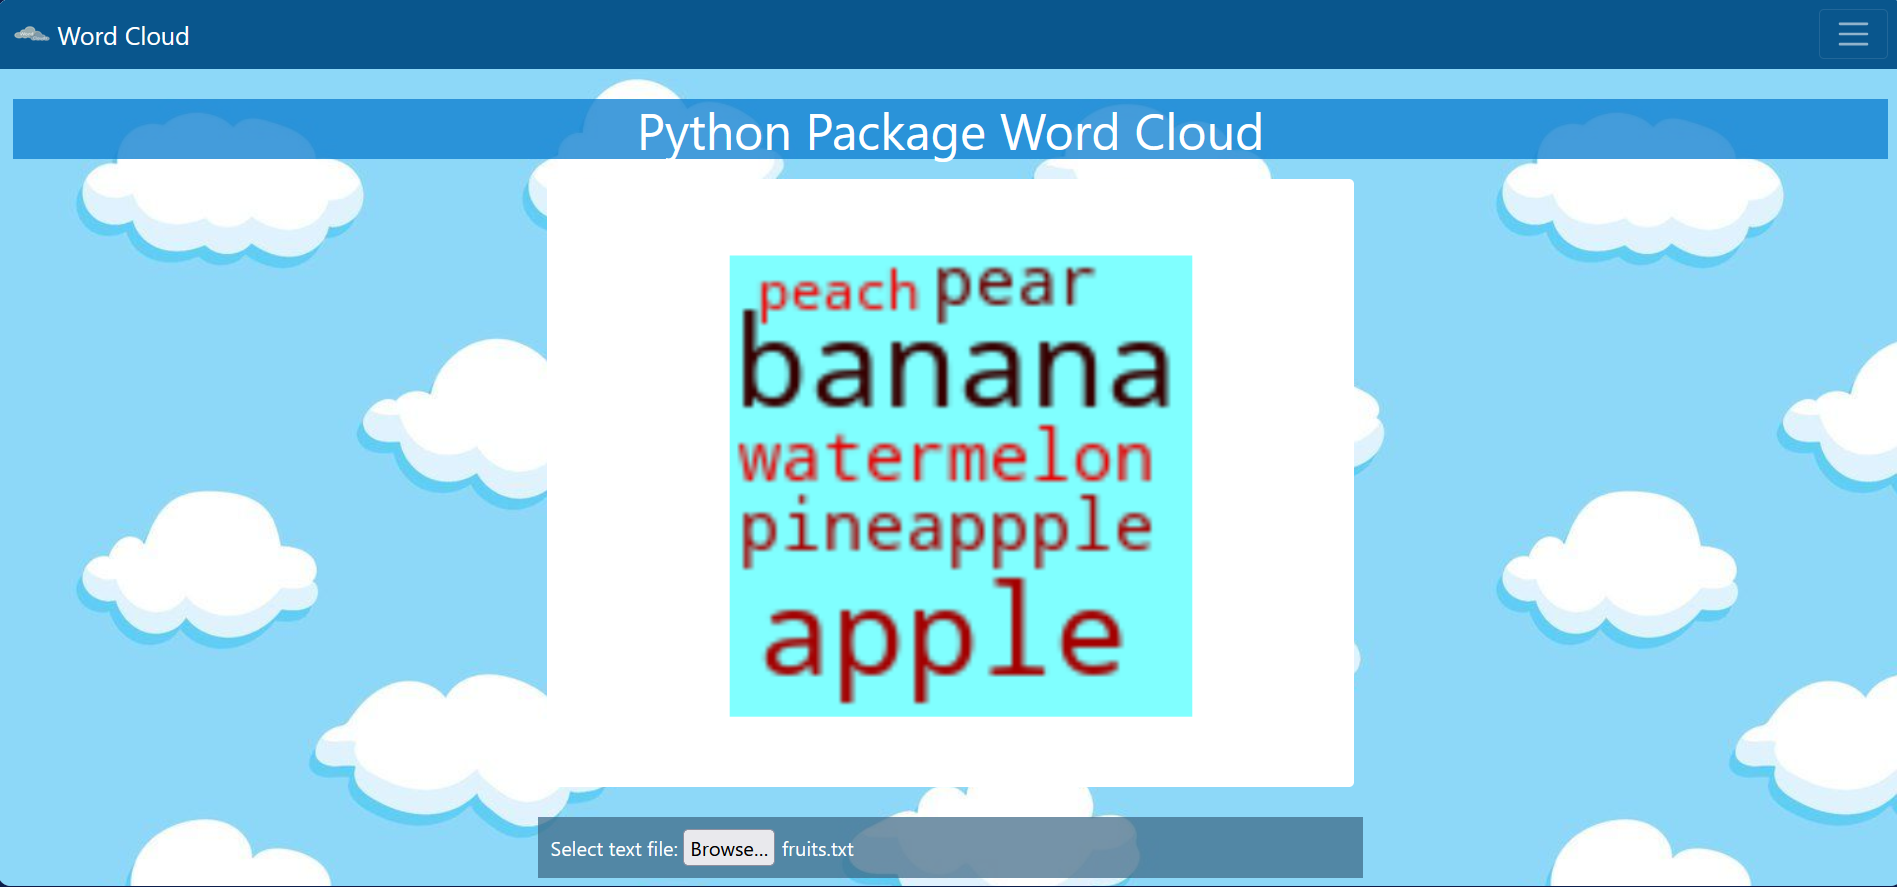 Word Cloud
Python Package Word Cloud
peach pear
banana
watermelon
pineappple
apple
Select text file: Browse... fruits.txt